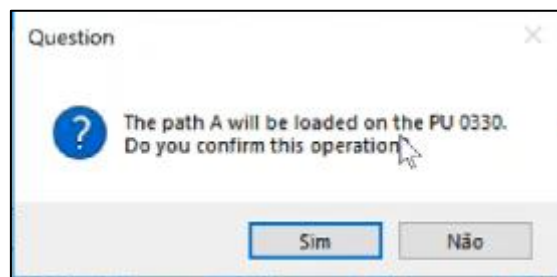 Question
The path A will be loaded on the PU 0330.
Do you confirm this operation
Sim
Não